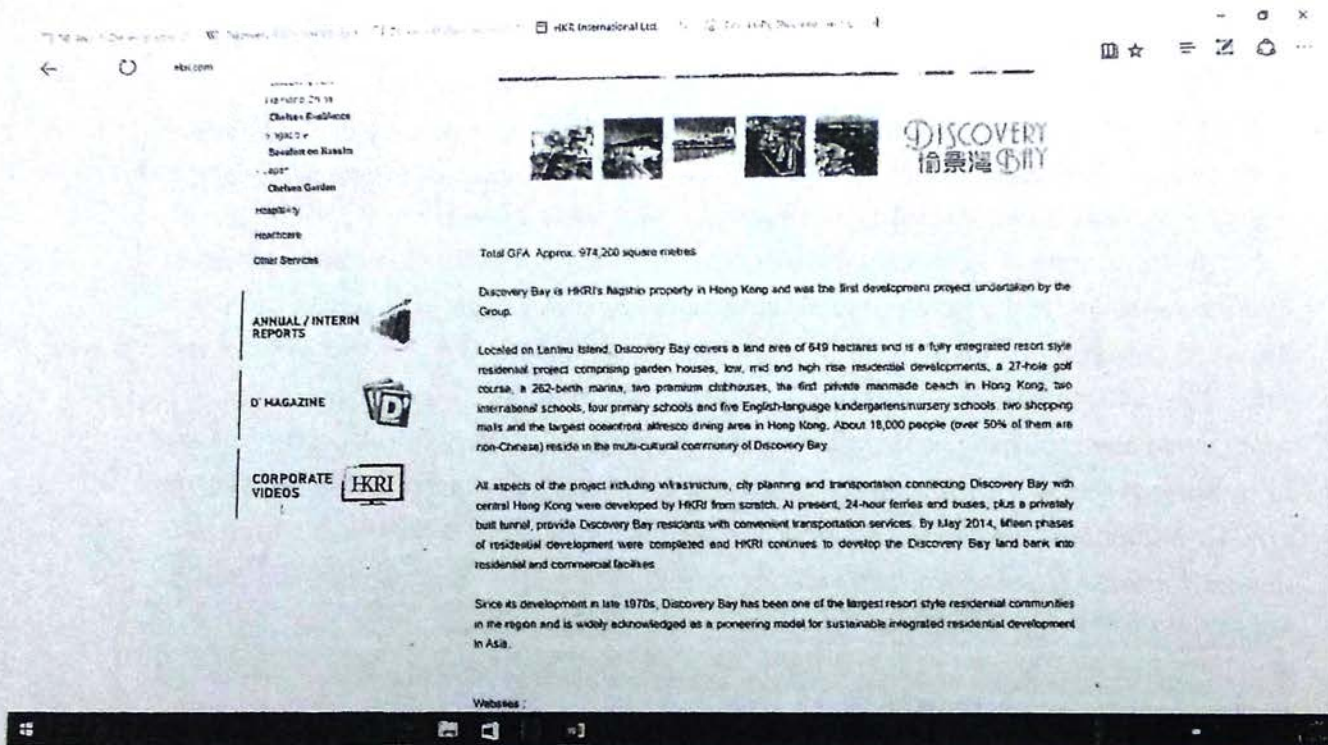 HKR International Ltd.
Chelsea Residence
Beaufort on Nassim
Chelsea Garden
Hospitality
Healthcare
Other Services
ANNUAL / INTERIN
REPORTS
D' MAGAZINE
D'
CORPORATE
VIDEOS
HKRI
DISCOVERY
愉景灣 BAY
Total GFA Approx. 974,200 square metres
Discovery Bay is HKRI's flagship property in Hong Kong and was the first development project undertaken by the
Group.
Located on Lantau Island, Discovery Bay covers a land area of 649 hectares and is a fully integrated resort style
residential project comprising garden houses, low, mid and high rise residential developments, a 27-hole golf
course, a 262-berth marina, two premium clubhouses, the first private manmade beach in Hong Kong, two
international schools, four primary schools and five English-language kindergartens/nursery schools, two shopping
malls and the largest oceanfront alfresco dining area in Hong Kong. About 18,000 people (over 50% of them are
non-Chinese) reside in the multi-cultural community of Discovery Bay
All aspects of the project including infrastructure, city planning and transportation connecting Discovery Bay with
central Hong Kong were developed by HKRI from scratch. At present, 24-hour ferries and buses, plus a privately
built tunnel, provide Discovery Bay residents with convenient transportation services. By May 2014, fifteen phases
of residential development were completed and HKRI continues to develop the Discovery Bay land bank into
residential and commercial facilities
Since its development in late 1970s, Discovery Bay has been one of the largest resort style residential communities
in the region and is widely acknowledged as a pioneering model for sustainable integrated residential development
in Asia.
Websites :